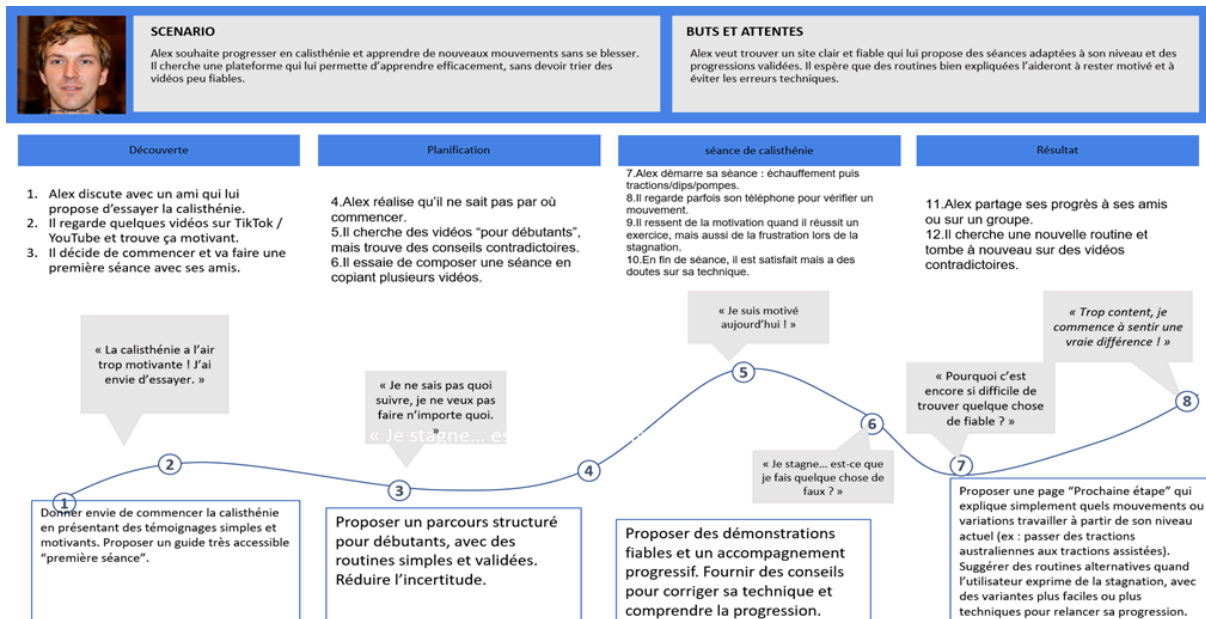 SCENARIO
Alex souhaite progresser en calisthénie et apprendre de nouveaux mouvements sans se blesser.
Il cherche une plateforme qui lui permette d'apprendre efficacement, sans devoir trier des
vidéos peu fiables.
BUTS ET ATTENTES
Alex veut trouver un site clair et fiable qui lui propose des séances adaptées à son niveau et des
progressions validées. Il espère que des routines bien expliquées l'aideront à rester motivé et à
éviter les erreurs techniques.
Découverte
Planification
séance de calisthénie
Résultat
1. Alex discute avec un ami qui lui
propose d'essayer la calisthénie.
2. Il regarde quelques vidéos sur TikTok /
YouTube et trouve ça motivant.
3. Il décide de commencer et va faire une
première séance avec ses amis.
4.Alex réalise qu'il ne sait pas par où
commencer.
5.Il cherche des vidéos "pour débutants",
mais trouve des conseils contradictoires.
6.Il essaie de composer une séance en
copiant plusieurs vidéos.
7.Alex démarre sa séance : échauffement puis
tractions/dips/pompes.
8.Il regarde parfois son téléphone pour vérifier un
mouvement.
9.Il ressent de la motivation quand il réussit un
exercice, mais aussi de la frustration lors de la
stagnation.
10.En fin de séance, il est satisfait mais a des
doutes sur sa technique.
11.Alex partage ses progrès à ses amis
ou sur un groupe.
12.Il cherche une nouvelle routine et
tombe à nouveau sur des vidéos
contradictoires.
« La calisthénie a l'air
trop motivante ! J'ai
envie d'essayer. »
« Je ne sais pas quoi
suivre, je ne veux pas
faire n'importe quoi.
»
« Je stagne... es
« Je suis motivé
aujourd'hui ! »
« Je stagne... est-ce que
je fais quelque chose de
faux ? »
« Pourquoi c'est
encore si difficile de
trouver quelque chose
de fiable ? »
« Trop content, je
commence à sentir une
vraie différence ! »
1
2
3
4
5
6
7
8
Donner envie de commencer la calisthénie
en présentant des témoignages simples et
motivants. Proposer un guide très accessible
"première séance".
Proposer un parcours structuré
pour débutants, avec des
routines simples et validées.
Réduire l'incertitude.
Proposer des démonstrations
fiables et un accompagnement
progressif. Fournir des conseils
pour corriger sa technique et
comprendre la progression.
Proposer une page "Prochaine étape" qui
explique simplement quels mouvements ou
variations travailler à partir de son niveau
actuel (ex : passer des tractions
australiennes aux tractions assistées).
Suggérer des routines alternatives quand
l'utilisateur exprime de la stagnation, avec
des variantes plus faciles ou plus
techniques pour relancer sa progression.